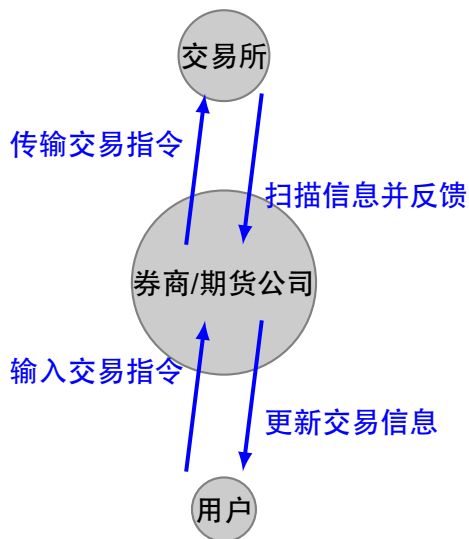 交易所
传输交易指令
扫描信息并反馈
券商/期货公司
输入交易指令
更新交易信息
用户